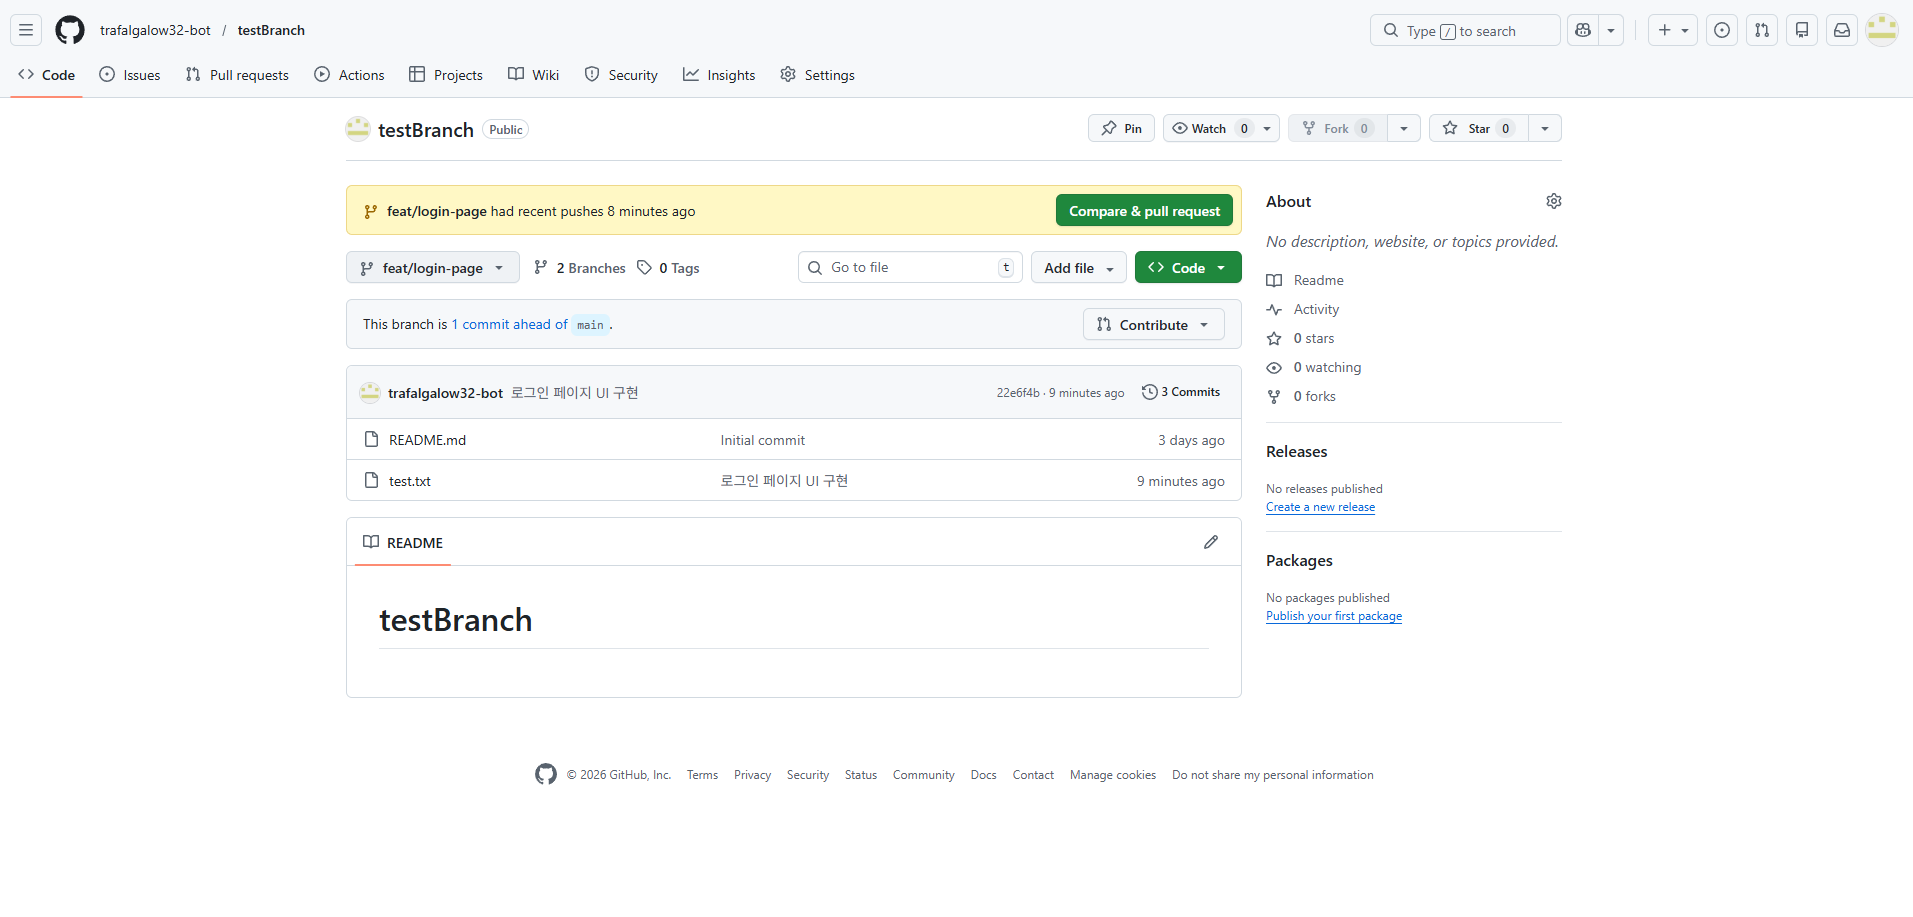 trafalgalow32-bot / testBranch
Type / to search
Code Issues Pull requests Actions Projects Wiki Security Insights Settings
testBranch Public
Pin Watch 0 Fork 0 Star 0
feat/login-page had recent pushes 8 minutes ago
Compare & pull request
feat/login-page 2 Branches 0 Tags
Go to file t Add file Code
This branch is 1 commit ahead of main .
Contribute
trafalgalow32-bot 로그인 페이지 UI 구현 22e6f4b · 9 minutes ago 3 Commits
README.md Initial commit 3 days ago
test.txt 로그인 페이지 UI 구현 9 minutes ago
README
testBranch
About
No description, website, or topics provided.
Readme
Activity
0 stars
0 watching
0 forks
Releases
No releases published
Create a new release
Packages
No packages published
Publish your first package
© 2026 GitHub, Inc. Terms Privacy Security Status Community Docs Contact Manage cookies Do not share my personal information